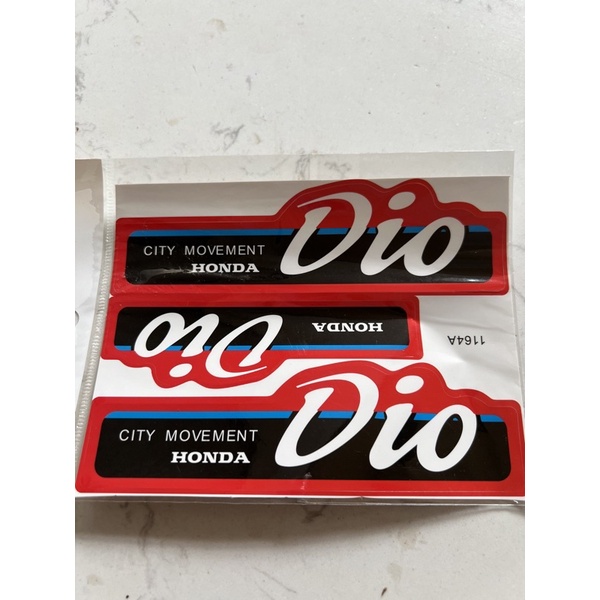 CITY MOVEMENT
HONDA
Dio
HONDA
Dio
1164A
CITY MOVEMENT
HONDA
Dio